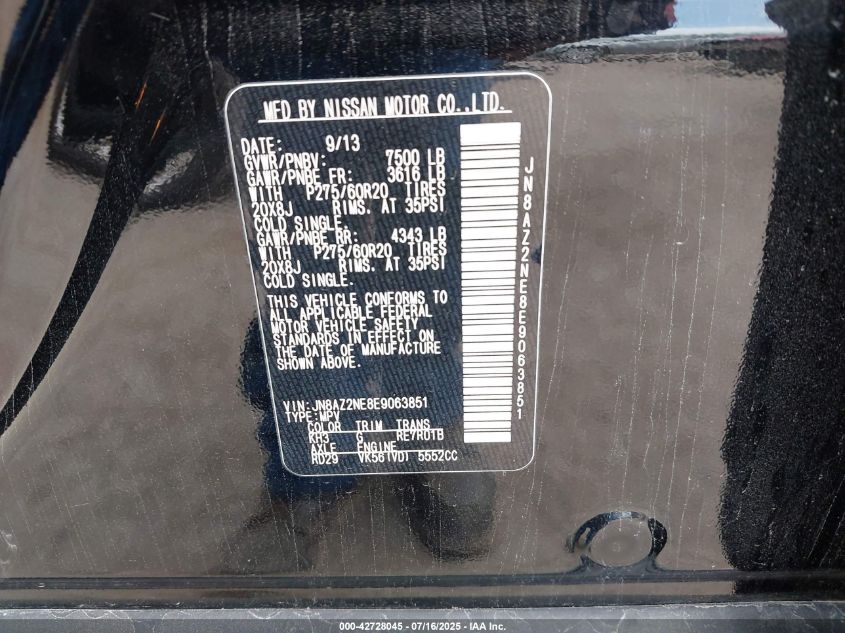 MFD BY NISSAN MOTOR CO.,LTD.
DATE: 9/13
GVWR/PNBV: 7500 LB
GAWR/PNBE FR: 3616 LB
WITH P275/60R20 TIRES
20X8J RIMS. AT 35PSI
COLD SINGLE.
GAWR/PNBE RR: 4343 LB
WITH P275/60R20 TIRES
20X8J RIMS. AT 35PSI
COLD SINGLE.
THIS VEHICLE CONFORMS TO
ALL APPLICABLE FEDERAL
MOTOR VEHICLE SAFETY
STANDARDS IN EFFECT ON
THE DATE OF MANUFACTURE
SHOWN ABOVE.
VIN:JN8AZ2NE8E9063851
TYPE:MPV
COLOR TRIM TRANS
KH3 G RE7R01B
AXLE ENGINE
RD29 VK56(VD) 5552CC
JN8AZ2NE8E9063851
000-42728045 - 07/16/2025 - IAA Inc.